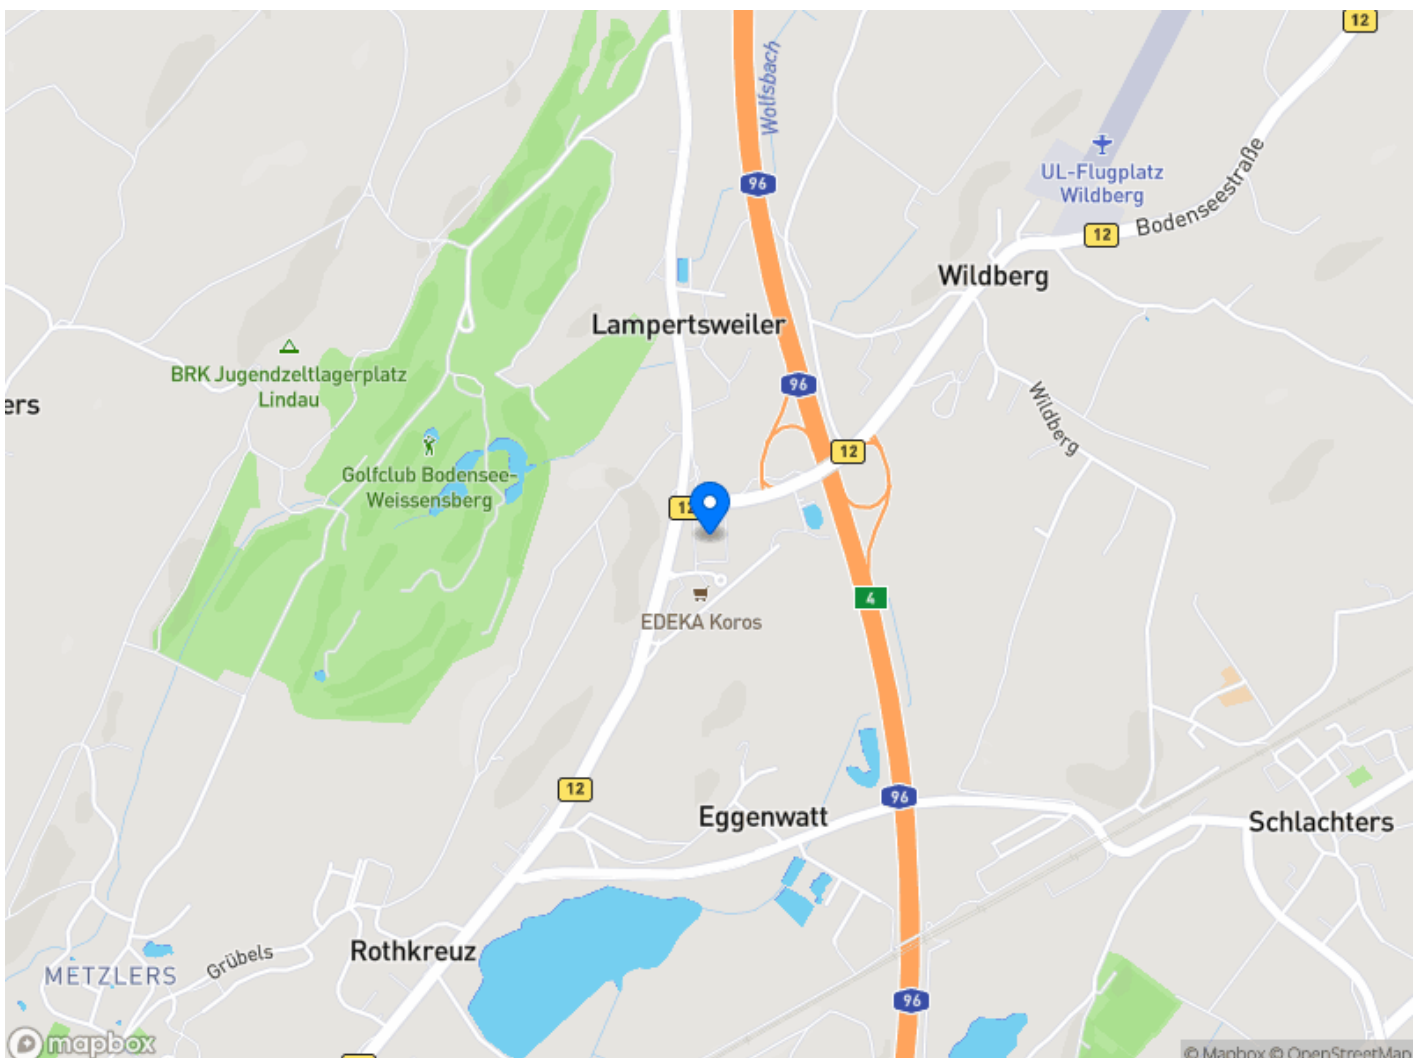 12
Wolfsbach
96
UL-Flugplatz
Wildberg
Bodenseestraße
12
Wildberg
Lampertsweiler
BRK Jugendzeltlagerplatz
Lindau
96
ers
Wildberg
12
Golfclub Bodensee-
Weissensberg
12
4
EDEKA Koros
12
96
Eggenwatt
Schlachters
Rothkreuz
Grübels
METZLERS
96
mapbox
© Mapbox © OpenStreetMap